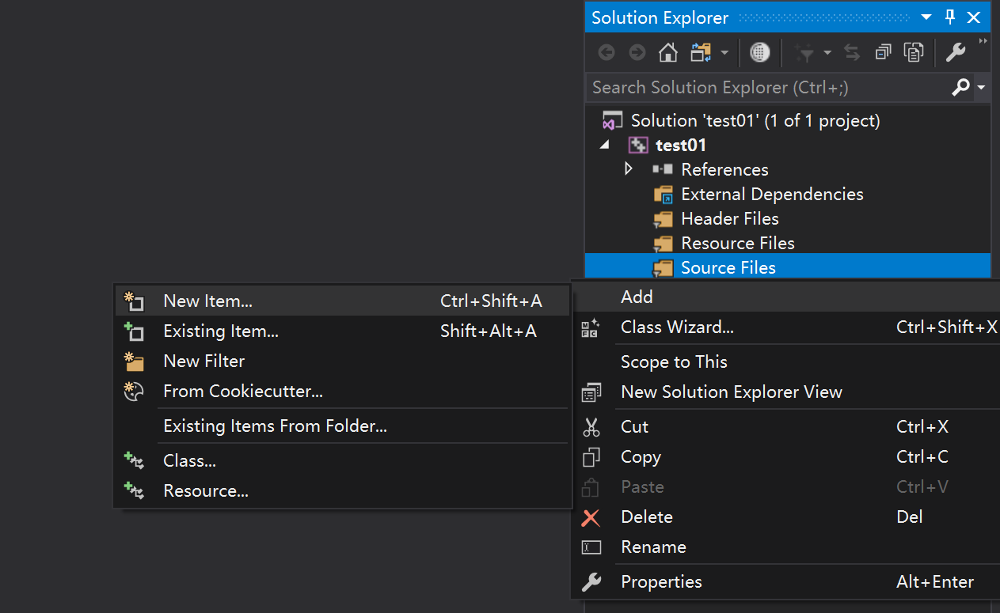 Solution Explorer
Search Solution Explorer (Ctrl+;)
Solution 'test01' (1 of 1 project)
test01
References
External Dependencies
Header Files
Resource Files
Source Files
New Item... Ctrl+Shift+A
Existing Item... Shift+Alt+A
New Filter
From Cookiecutter...
Existing Items From Folder...
Class...
Resource...
Add
Class Wizard... Ctrl+Shift+X
Scope to This
New Solution Explorer View
Cut Ctrl+X
Copy Ctrl+C
Paste Ctrl+V
Delete Del
Rename
Properties Alt+Enter